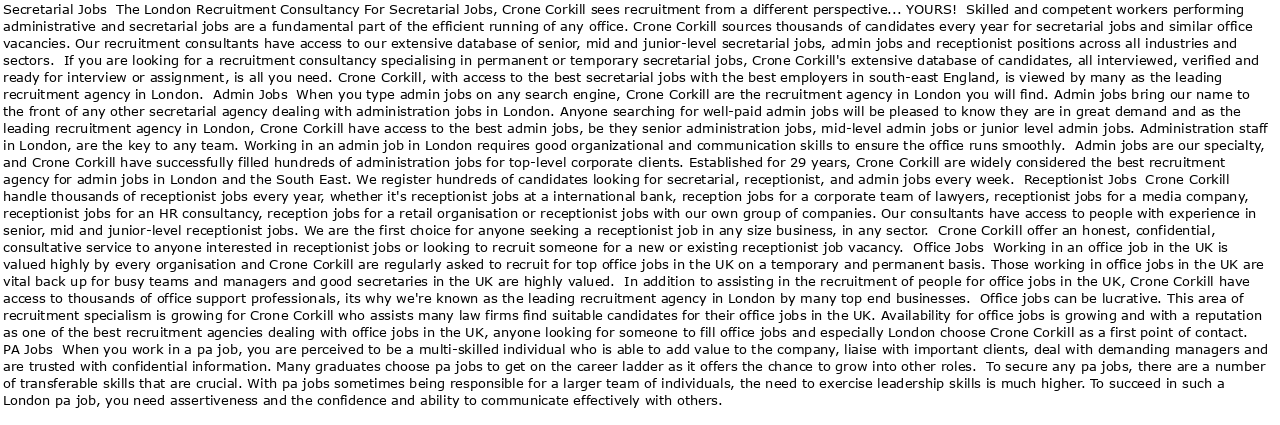 Secretarial Jobs  The London Recruitment Consultancy For Secretarial Jobs, Crone Corkill sees recruitment from a different perspective... YOURS!  Skilled and competent workers performing
administrative and secretarial jobs are a fundamental part of the efficient running of any office. Crone Corkill sources thousands of candidates every year for secretarial jobs and similar office
vacancies. Our recruitment consultants have access to our extensive database of senior, mid and junior-level secretarial jobs, admin jobs and receptionist positions across all industries and
sectors.  If you are looking for a recruitment consultancy specialising in permanent or temporary secretarial jobs, Crone Corkill's extensive database of candidates, all interviewed, verified and
ready for interview or assignment, is all you need. Crone Corkill, with access to the best secretarial jobs with the best employers in south-east England, is viewed by many as the leading
recruitment agency in London.  Admin Jobs  When you type admin jobs on any search engine, Crone Corkill are the recruitment agency in London you will find. Admin jobs bring our name to
the front of any other secretarial agency dealing with administration jobs in London. Anyone searching for well-paid admin jobs will be pleased to know they are in great demand and as the
leading recruitment agency in London, Crone Corkill have access to the best admin jobs, be they senior administration jobs, mid-level admin jobs or junior level admin jobs. Administration staff
in London, are the key to any team. Working in an admin job in London requires good organizational and communication skills to ensure the office runs smoothly.  Admin jobs are our specialty,
and Crone Corkill have successfully filled hundreds of administration jobs for top-level corporate clients. Established for 29 years, Crone Corkill are widely considered the best recruitment
agency for admin jobs in London and the South East. We register hundreds of candidates looking for secretarial, receptionist, and admin jobs every week.  Receptionist Jobs  Crone Corkill
handle thousands of receptionist jobs every year, whether it's receptionist jobs at a international bank, reception jobs for a corporate team of lawyers, receptionist jobs for a media company,
receptionist jobs for an HR consultancy, reception jobs for a retail organisation or receptionist jobs with our own group of companies. Our consultants have access to people with experience in
senior, mid and junior-level receptionist jobs. We are the first choice for anyone seeking a receptionist job in any size business, in any sector.  Crone Corkill offer an honest, confidential,
consultative service to anyone interested in receptionist jobs or looking to recruit someone for a new or existing receptionist job vacancy.  Office Jobs  Working in an office job in the UK is
valued highly by every organisation and Crone Corkill are regularly asked to recruit for top office jobs in the UK on a temporary and permanent basis. Those working in office jobs in the UK are
vital back up for busy teams and managers and good secretaries in the UK are highly valued.  In addition to assisting in the recruitment of people for office jobs in the UK, Crone Corkill have
access to thousands of office support professionals, its why we're known as the leading recruitment agency in London by many top end businesses.  Office jobs can be lucrative. This area of
recruitment specialism is growing for Crone Corkill who assists many law firms find suitable candidates for their office jobs in the UK. Availability for office jobs is growing and with a reputation
as one of the best recruitment agencies dealing with office jobs in the UK, anyone looking for someone to fill office jobs and especially London choose Crone Corkill as a first point of contact.
PA Jobs  When you work in a pa job, you are perceived to be a multi-skilled individual who is able to add value to the company, liaise with important clients, deal with demanding managers and
are trusted with confidential information. Many graduates choose pa jobs to get on the career ladder as it offers the chance to grow into other roles.  To secure any pa jobs, there are a number
of transferable skills that are crucial. With pa jobs sometimes being responsible for a larger team of individuals, the need to exercise leadership skills is much higher. To succeed in such a
London pa job, you need assertiveness and the confidence and ability to communicate effectively with others.